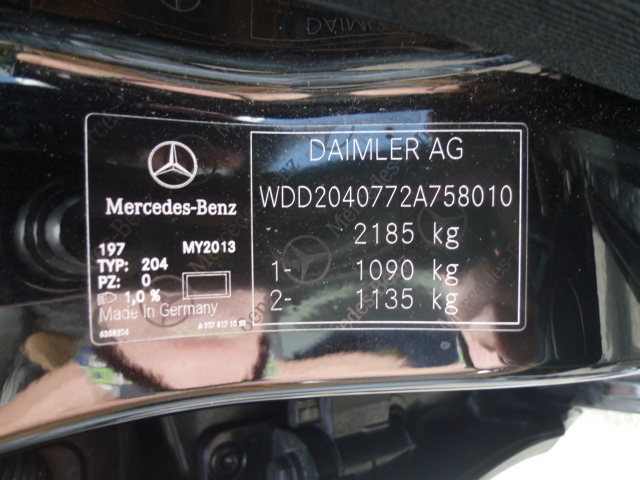 Mercedes-Benz
197 MY2013
TYP: 204
PZ: 0
1,0 %
Made In Germany
DAIMLER AG
WDD2040772A758010
2185 kg
1- 1090 kg
2- 1135 kg